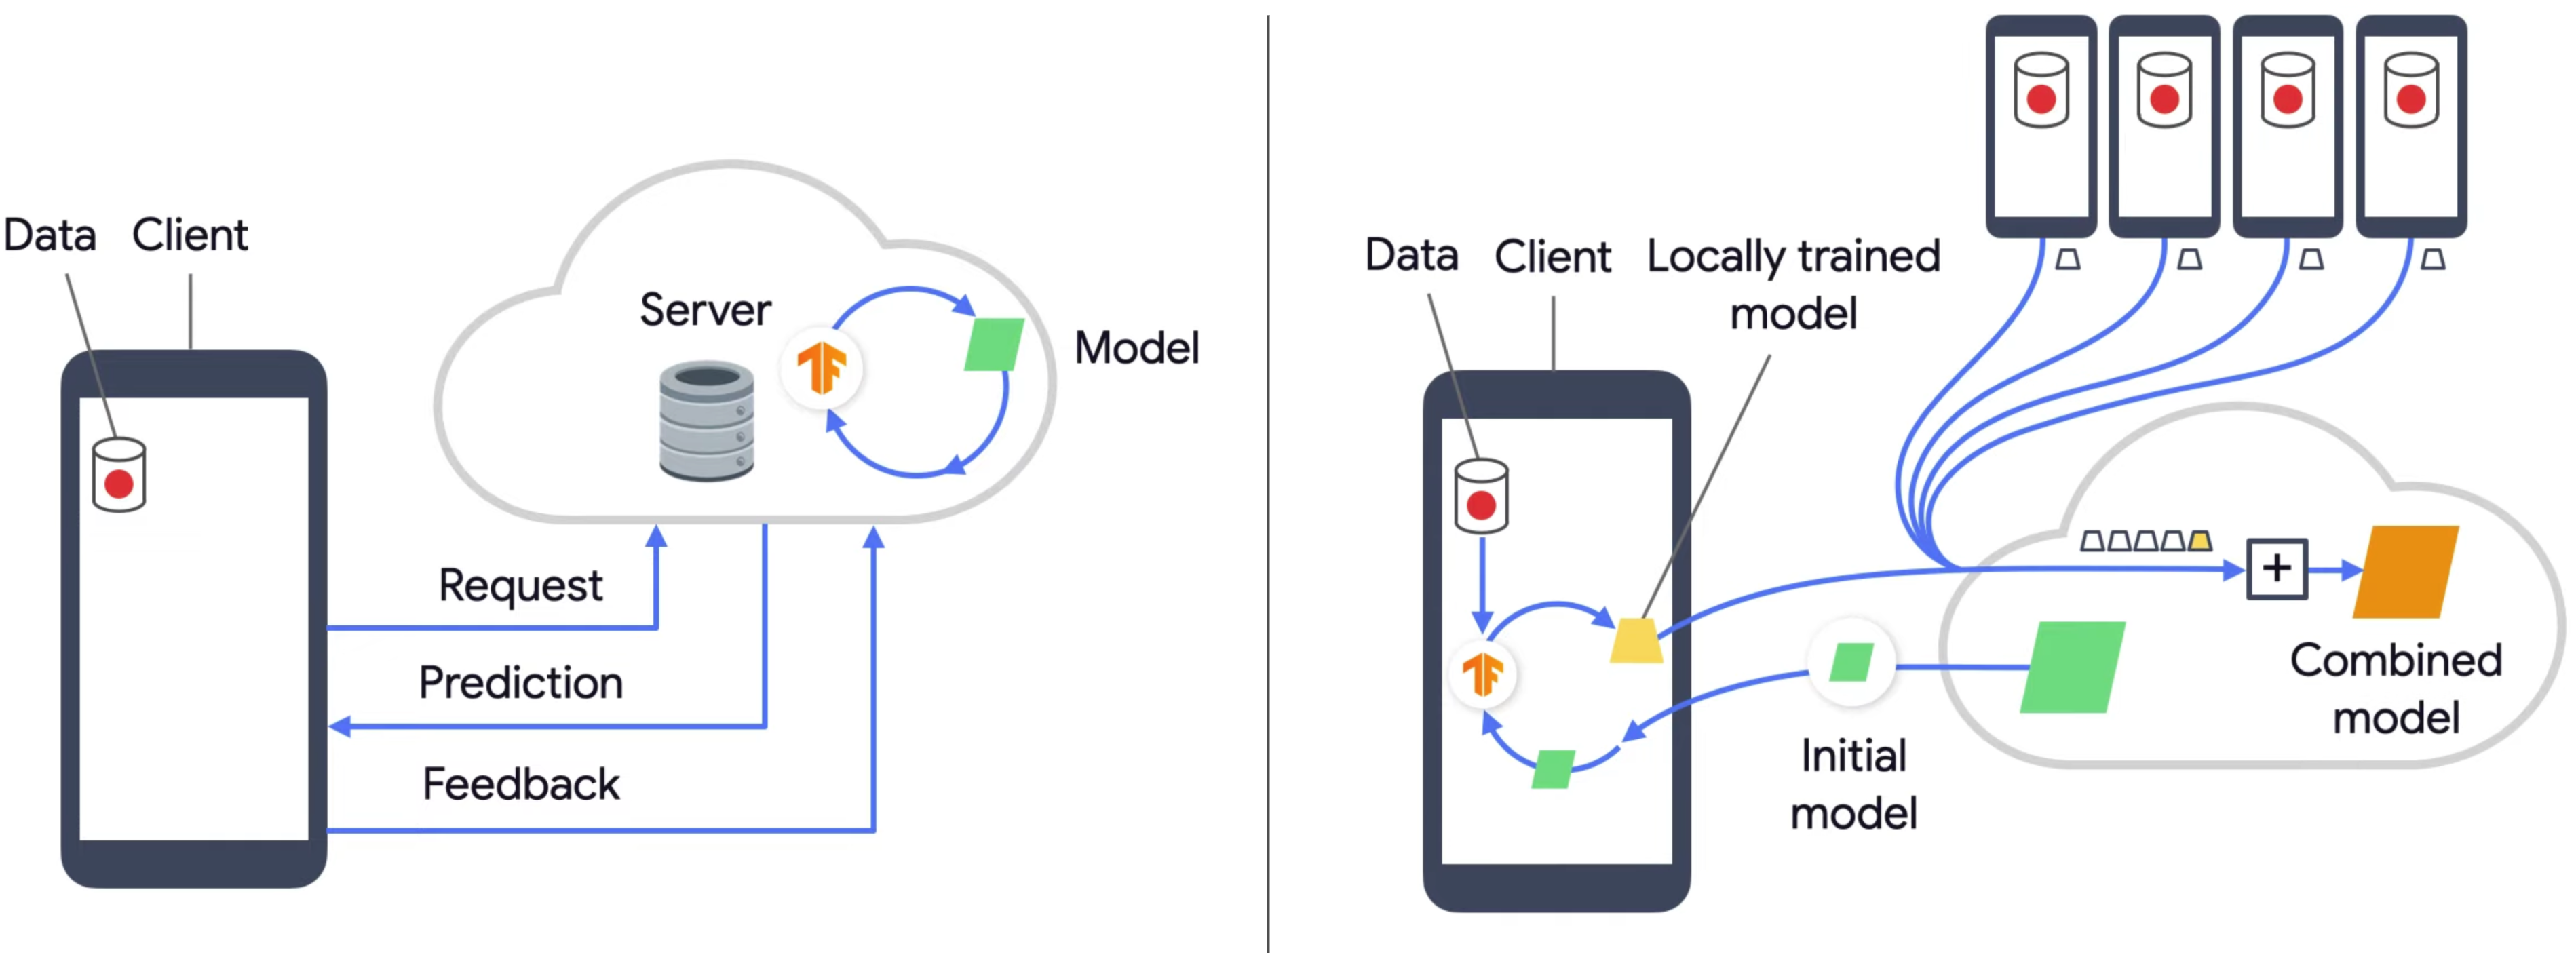 Data Client
Server
Model
Request
Prediction
Feedback
Data Client Locally trained
model
+
Combined
model
Initial
model